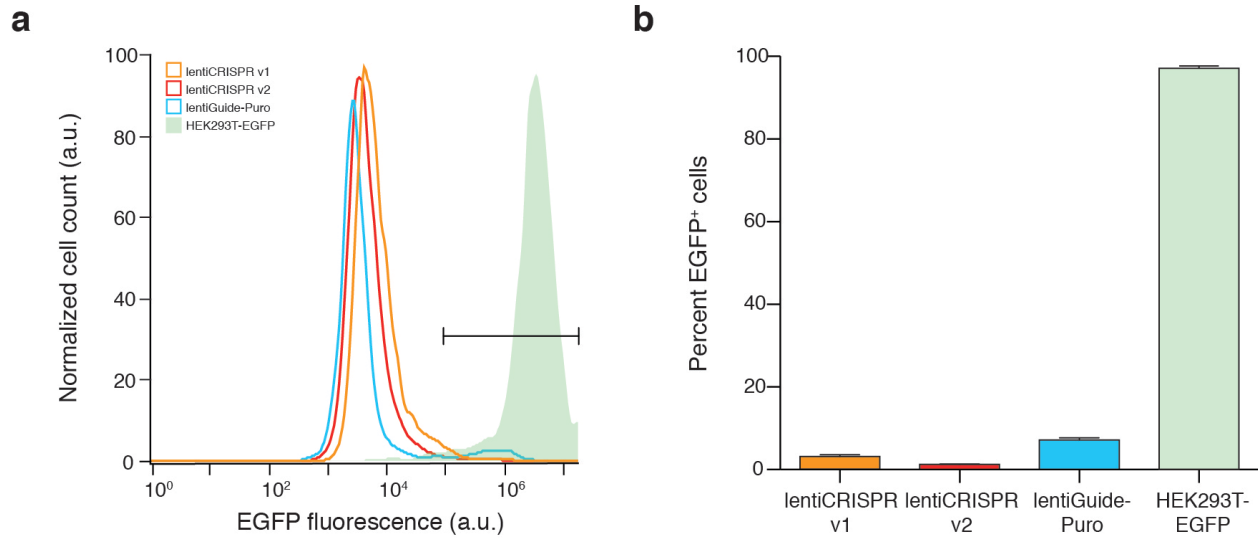 a
100
80
60
40
20
0
Normalized cell count (a.u.)
lentiCRISPR v1
lentiCRISPR v2
lentiGuide-Puro
HEK293T-EGFP
10⁰
10²
10⁴
10⁶
EGFP fluorescence (a.u.)
b
100
80
60
40
20
0
Percent EGFP⁺ cells
lentiCRISPR
v1
lentiCRISPR
v2
lentiGuide-
Puro
HEK293T-
EGFP